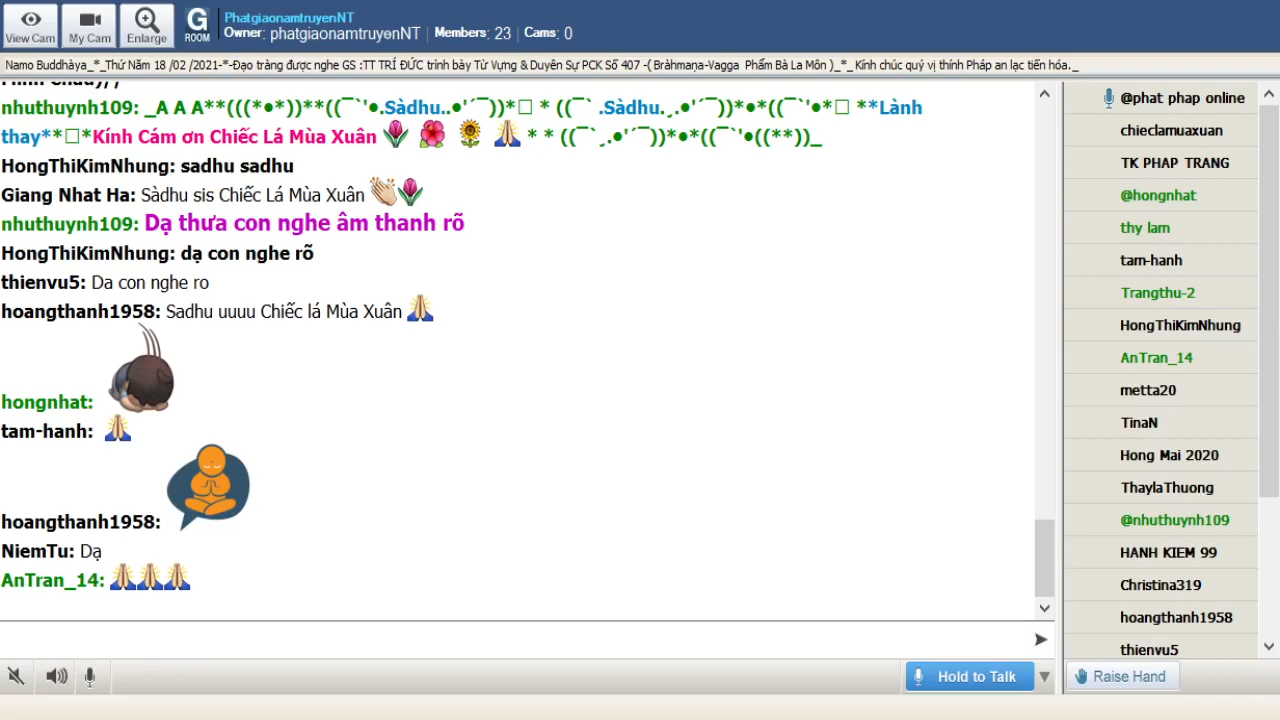 View Cam
My Cam
Enlarge
G
ROOM
PhatgiaonamtruyenNT
Owner: phatgiaonamtruyenNT | Members: 23 | Cams: 0
Namo Buddhàya_*_Thứ Năm 18 /02 /2021-*-Đạo tràng được nghe GS :TT TRÍ ĐỨC trình bày Từ Vựng & Duyên Sự PCK Số 407 -( Bràhmaṇa-Vagga Phẩm Bà La Môn )_*_ Kính chúc quý vị thính Pháp an lạc tiến hóa._
nhuthuynh109: _A A A**(((*●*))**((¯`'●.Sàdhu..●'´¯))*□ * ((¯` .Sàdhu.¸.●'´¯))*●*((¯`'●*□ **Lành
thay**□*Kính Cám ơn Chiếc Lá Mùa Xuân 🌷 🌺 🌻 🙏 * * ((¯`¸.●'´¯))*●*((¯`'●((**))_
HongThiKimNhung: sadhu sadhu
Giang Nhat Ha: Sàdhu sis Chiếc Lá Mùa Xuân 👏🌷
nhuthuynh109: Dạ thưa con nghe âm thanh rõ
HongThiKimNhung: dạ con nghe rõ
thienvu5: Da con nghe ro
hoangthanh1958: Sadhu uuuu Chiếc lá Mùa Xuân 🙏
hongnhat:
tam-hanh: 🙏
hoangthanh1958:
NiemTu: Dạ
AnTran_14: 🙏🙏🙏
@phat phap online
chieclamuaxuan
TK PHAP TRANG
@hongnhat
thy lam
tam-hanh
Trangthu-2
HongThiKimNhung
AnTran_14
metta20
TinaN
Hong Mai 2020
ThaylaThuong
@nhuthuynh109
HANH KIEM 99
Christina319
hoangthanh1958
thienvu5
Hold to Talk
Raise Hand